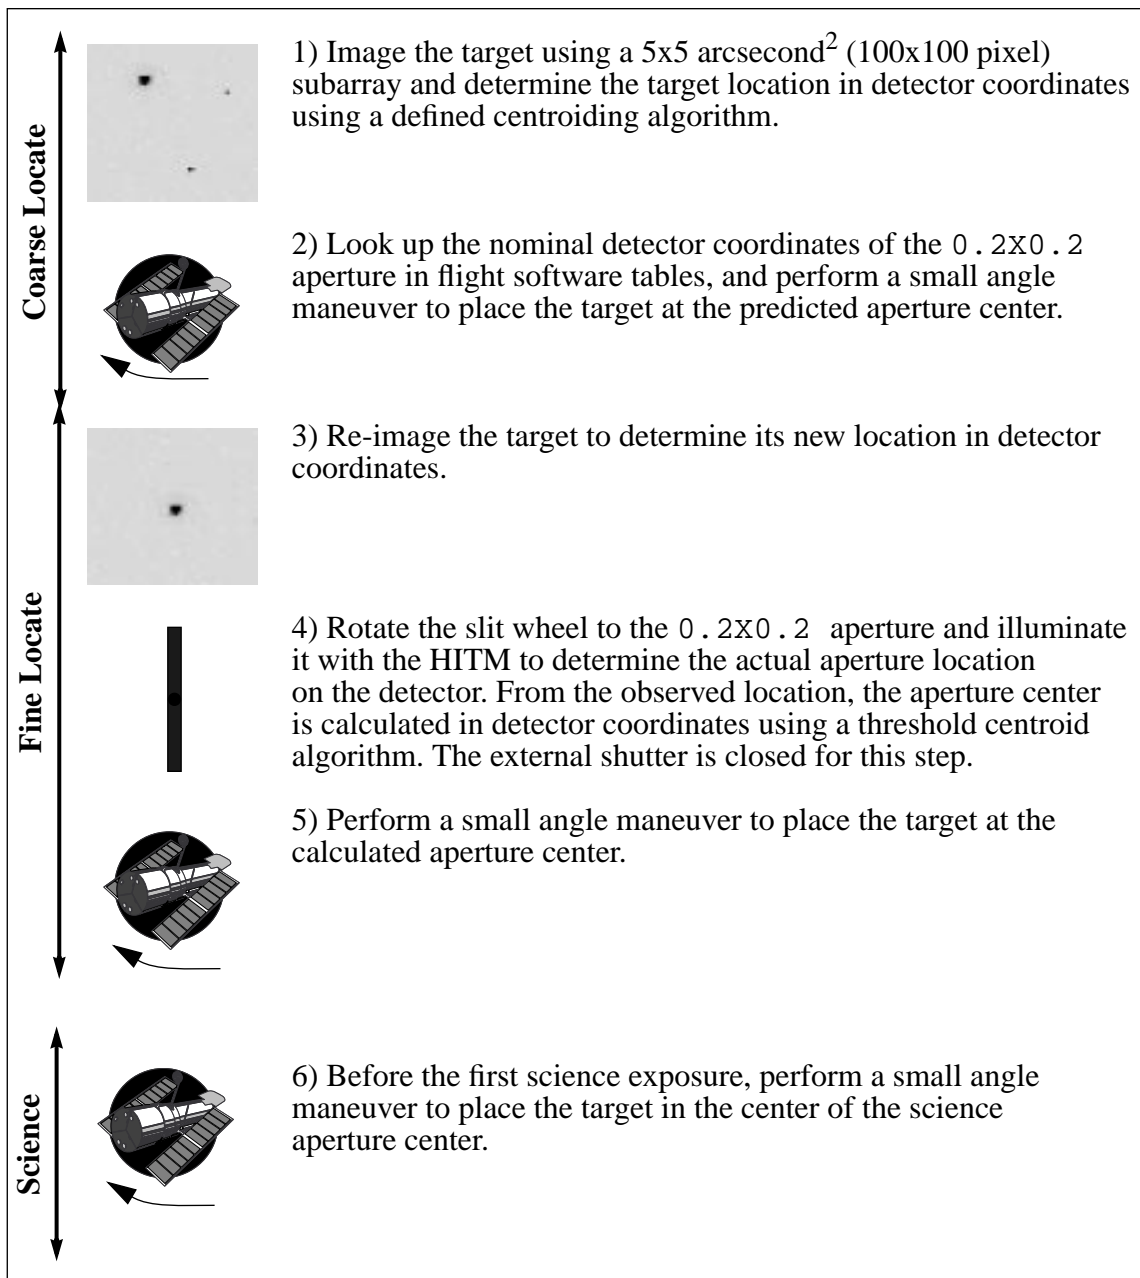 Coarse Locate
1) Image the target using a 5x5 arcsecond² (100x100 pixel)
subarray and determine the target location in detector coordinates
using a defined centroiding algorithm.
2) Look up the nominal detector coordinates of the 0.2X0.2
aperture in flight software tables, and perform a small angle
maneuver to place the target at the predicted aperture center.
Fine Locate
3) Re-image the target to determine its new location in detector
coordinates.
4) Rotate the slit wheel to the 0.2X0.2 aperture and illuminate
it with the HITM to determine the actual aperture location
on the detector. From the observed location, the aperture center
is calculated in detector coordinates using a threshold centroid
algorithm. The external shutter is closed for this step.
5) Perform a small angle maneuver to place the target at the
calculated aperture center.
Science
6) Before the first science exposure, perform a small angle
maneuver to place the target in the center of the science
aperture center.